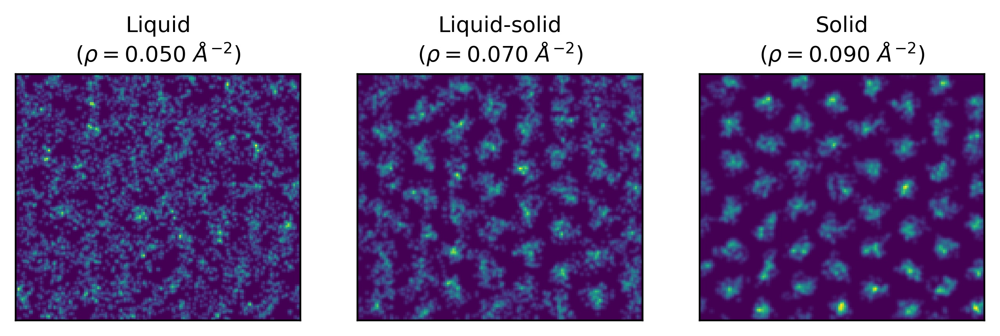 Liquid
(ρ = 0.050 Å⁻²)
Liquid-solid
(ρ = 0.070 Å⁻²)
Solid
(ρ = 0.090 Å⁻²)